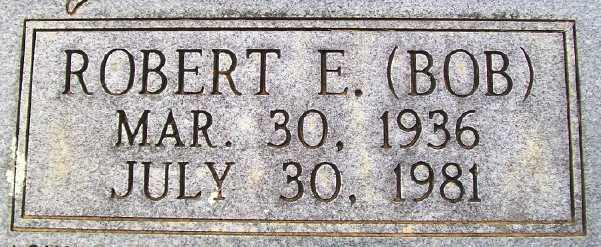 ROBERT E. (BOB)
MAR. 30, 1936
JULY 30, 1981